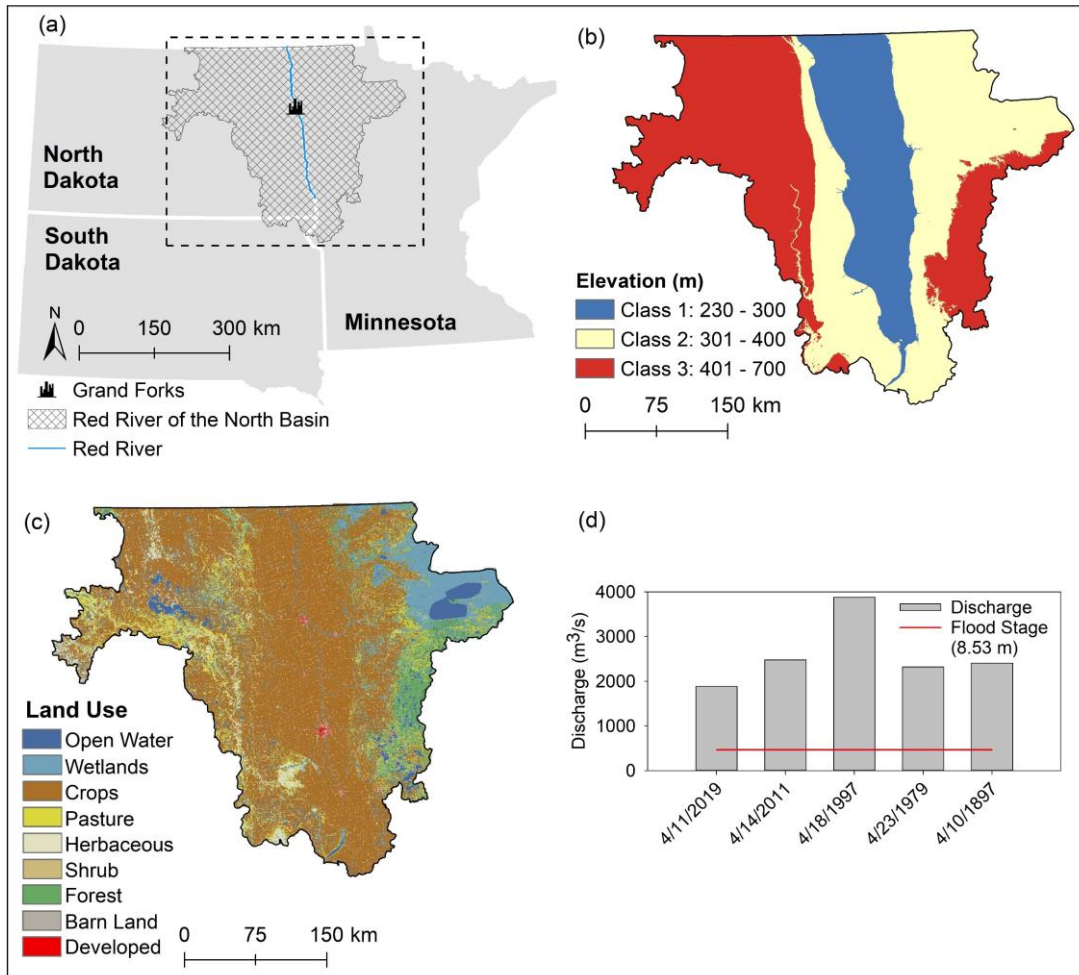 (a)
North
Dakota
South
Dakota
Minnesota
N
0 150 300 km
Grand Forks
Red River of the North Basin
Red River
(b)
Elevation (m)
Class 1: 230 - 300
Class 2: 301 - 400
Class 3: 401 - 700
0 75 150 km
(c)
Land Use
Open Water
Wetlands
Crops
Pasture
Herbaceous
Shrub
Forest
Barn Land
Developed
0 75 150 km
(d)
Discharge (m³/s)
4000
3000
2000
1000
0
Discharge
Flood Stage
(8.53 m)
4/11/2019
4/14/2011
4/18/1997
4/23/1979
4/10/1897